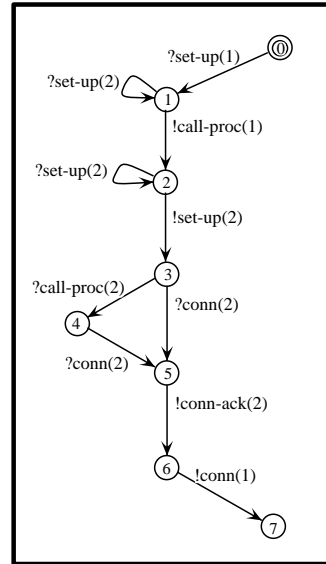 0
?set-up(1)
?set-up(2)
1
!call-proc(1)
?set-up(2)
2
!set-up(2)
3
?call-proc(2)
?conn(2)
4
?conn(2)
5
!conn-ack(2)
6
!conn(1)
7